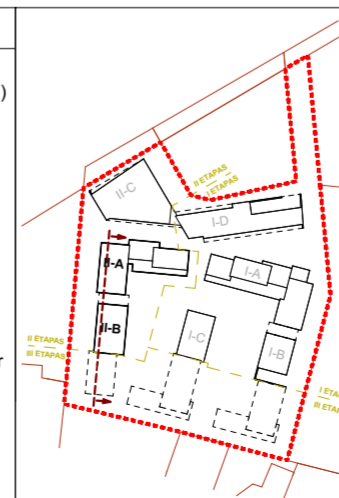 )
II-C
II ETAPAS
I ETAPAS
I-D
II-A
I-A
II-B
I-C
I-B
II ETAPAS
III ETAPAS
r
I ETAPAS
III ETAPAS